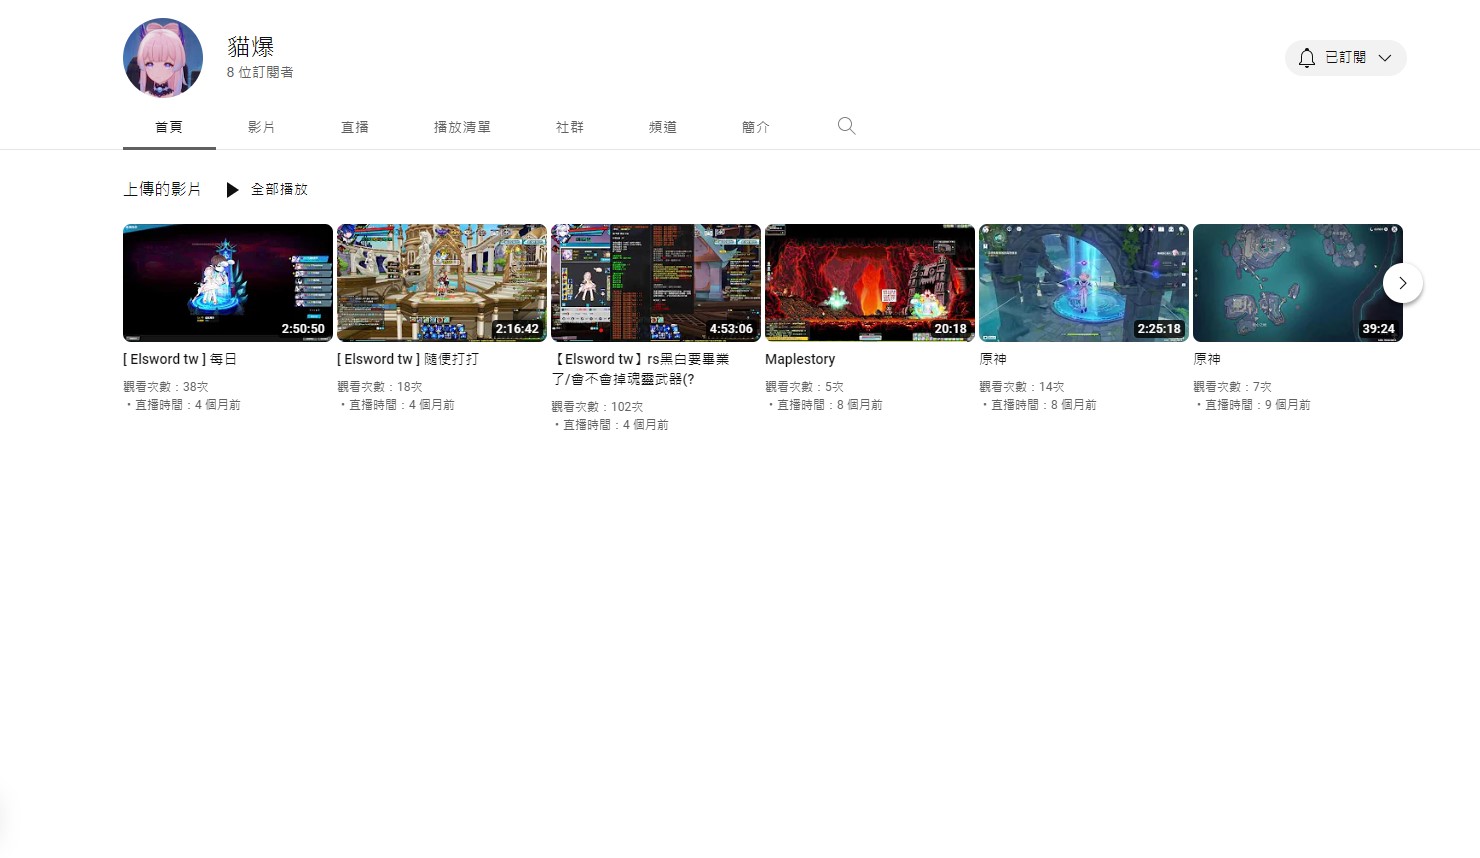 貓爆
8 位訂閱者
已訂閱
首頁 影片 直播 播放清單 社群 頻道 簡介
上傳的影片 全部播放
2:50:50 2:16:42 4:53:06 20:18 2:25:18 39:24
[ Elsword tw ] 每日
觀看次數：38次
・直播時間：4 個月前
[ Elsword tw ] 隨便打打
觀看次數：18次
・直播時間：4 個月前
【Elsword tw】rs黑白要畢業
了/會不會掉魂靈武器(?
觀看次數：102次
・直播時間：4 個月前
Maplestory
觀看次數：5次
・直播時間：8 個月前
原神
觀看次數：14次
・直播時間：8 個月前
原神
觀看次數：7次
・直播時間：9 個月前